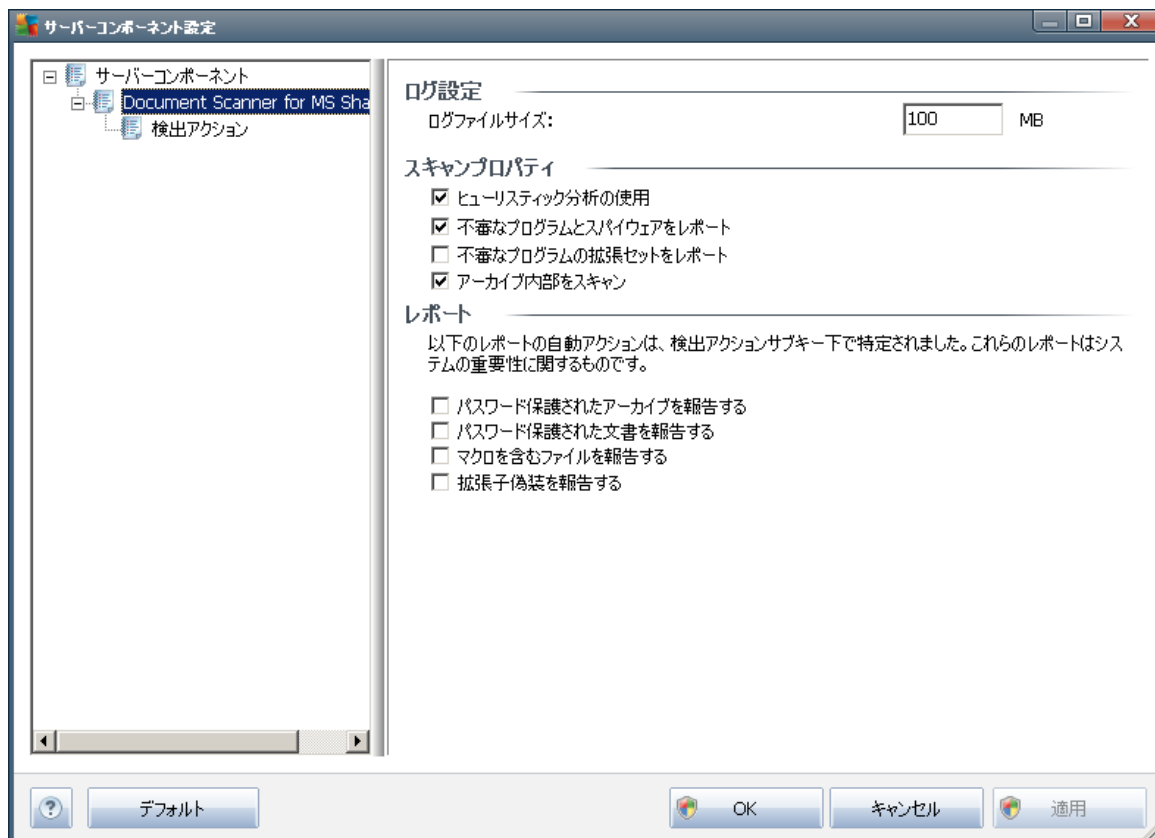 サーバーコンポーネント設定
サーバーコンポーネント
Document Scanner for MS Sha
検出アクション
ログ設定
ログファイルサイズ: 100 MB
スキャンプロパティ
ヒューリスティック分析の使用
不審なプログラムとスパイウェアをレポート
不審なプログラムの拡張セットをレポート
アーカイブ内部をスキャン
レポート
以下のレポートの自動アクションは、検出アクションサブキー下で特定されました。これらのレポートはシス
テムの重要性に関するものです。
パスワード保護されたアーカイブを報告する
パスワード保護された文書を報告する
マクロを含むファイルを報告する
拡張子偽装を報告する
? デフォルト OK キャンセル 適用